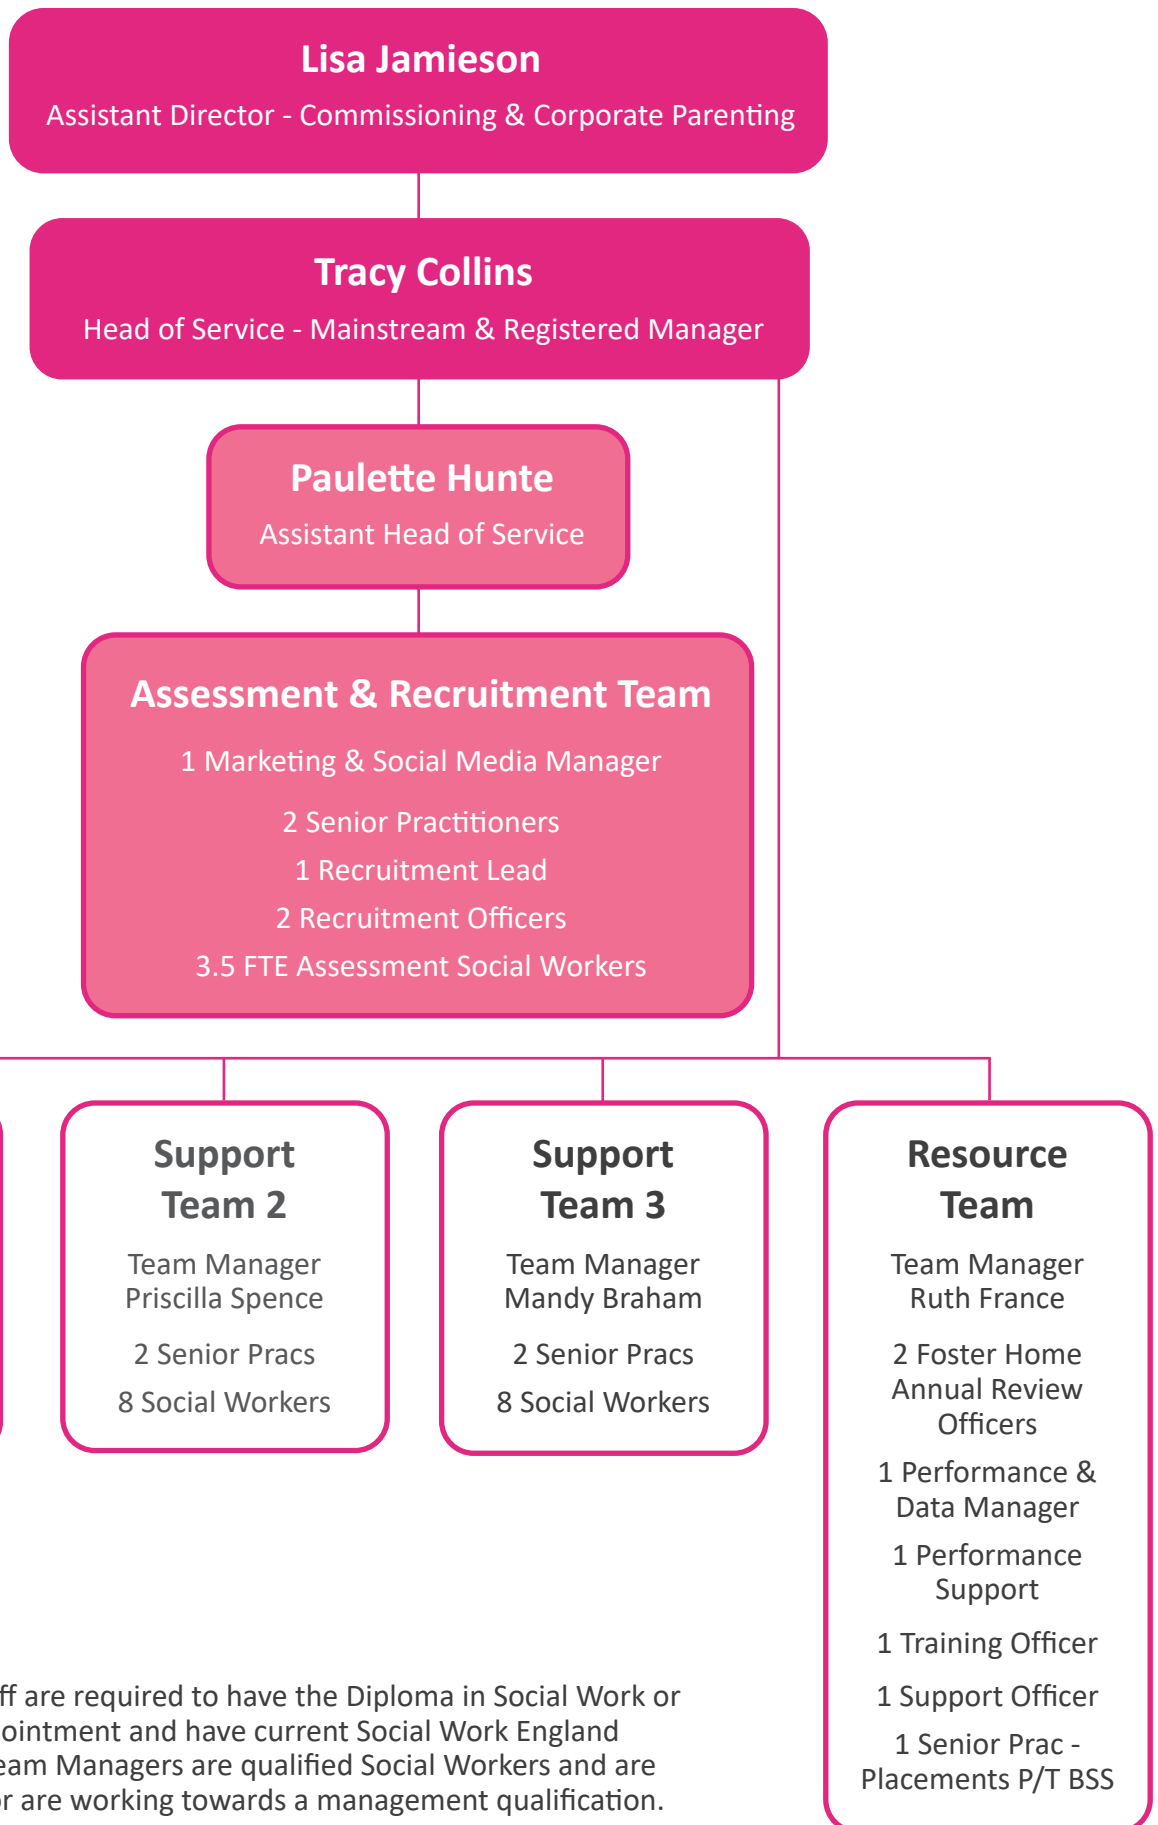 Lisa Jamieson
Assistant Director - Commissioning & Corporate Parenting
Tracy Collins
Head of Service - Mainstream & Registered Manager
Paulette Hunte
Assistant Head of Service
Assessment & Recruitment Team
1 Marketing & Social Media Manager
2 Senior Practitioners
1 Recruitment Lead
2 Recruitment Officers
3.5 FTE Assessment Social Workers
Support
Team 2
Team Manager
Priscilla Spence
2 Senior Pracs
8 Social Workers
Support
Team 3
Team Manager
Mandy Braham
2 Senior Pracs
8 Social Workers
Resource
Team
Team Manager
Ruth France
2 Foster Home
Annual Review
Officers
1 Performance &
Data Manager
1 Performance
Support
1 Training Officer
1 Support Officer
1 Senior Prac -
Placements P/T BSS
are required to have the Diploma in Social Work or
and have current Social Work England
Managers are qualified Social Workers and are
or are working towards a management qualification.